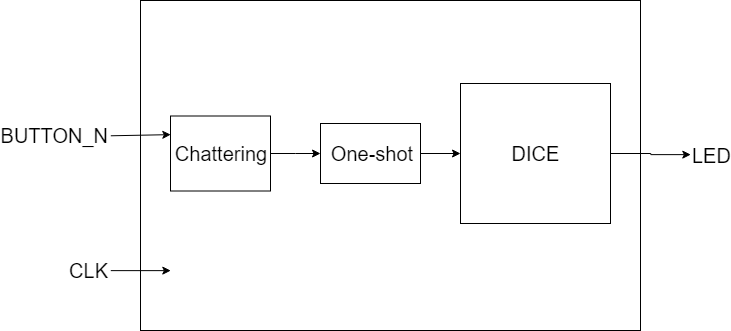 BUTTON_N
Chattering
One-shot
DICE
LED
CLK